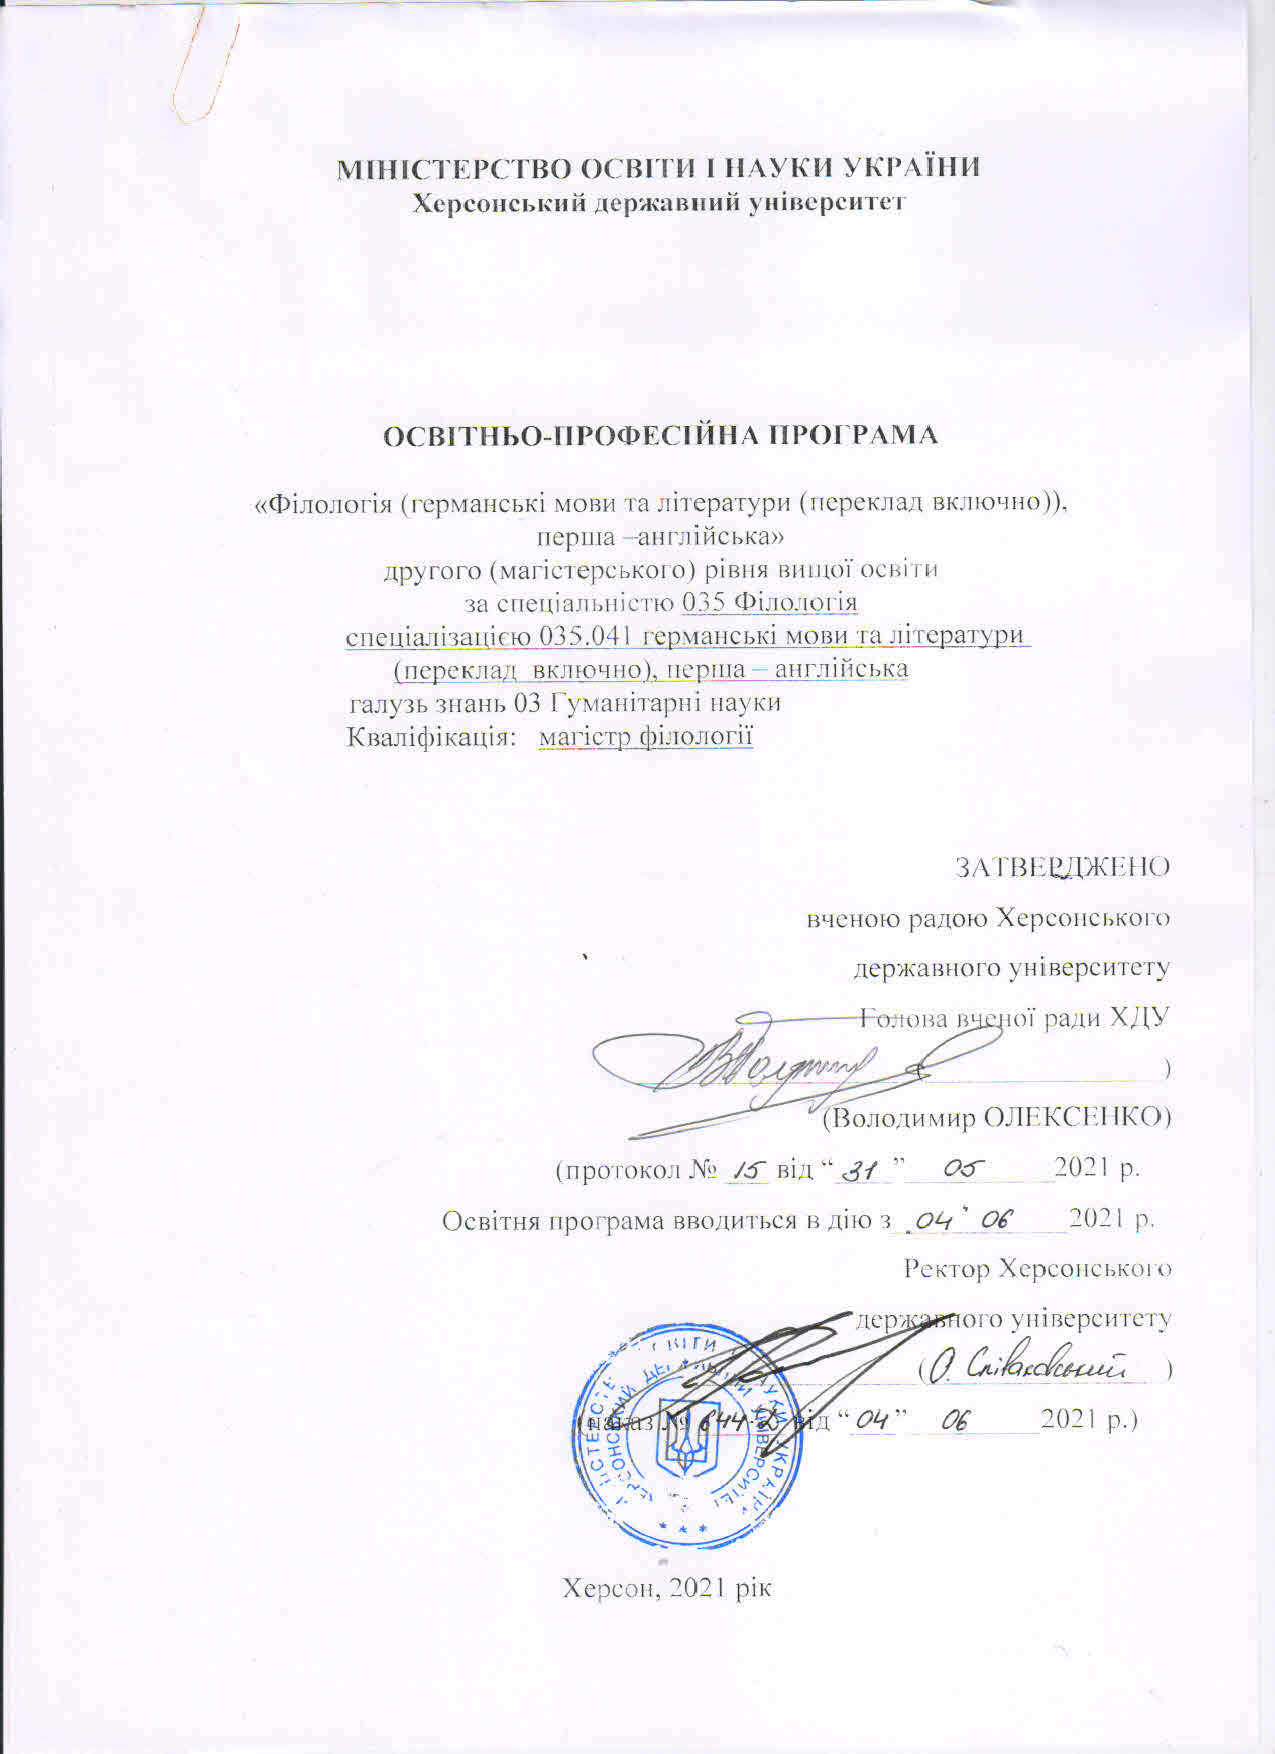 МІНІСТЕРСТВО ОСВІТИ І НАУКИ УКРАЇНИ
Херсонський державний університет
ОСВІТНЬО-ПРОФЕСІЙНА ПРОГРАМА
«Філологія (германські мови та літератури (переклад включно)),
перша –англійська»
другого (магістерського) рівня вищої освіти
за спеціальністю 035 Філологія
спеціалізацією 035.041 германські мови та літератури
(переклад включно), перша – англійська
галузь знань 03 Гуманітарні науки
Кваліфікація: магістр філології
ЗАТВЕРДЖЕНО
вченою радою Херсонського
державного університету
Голова вченої ради ХДУ
)
(Володимир ОЛЕКСЕНКО)
(протокол № 15 від “31” 05 2021 р.
Освітня програма вводиться в дію з 04 06 2021 р.
Ректор Херсонського
державного університету
(О. Співаковський)
(наказ № 644-Д від “04” 06 2021 р.)
Херсон, 2021 рік